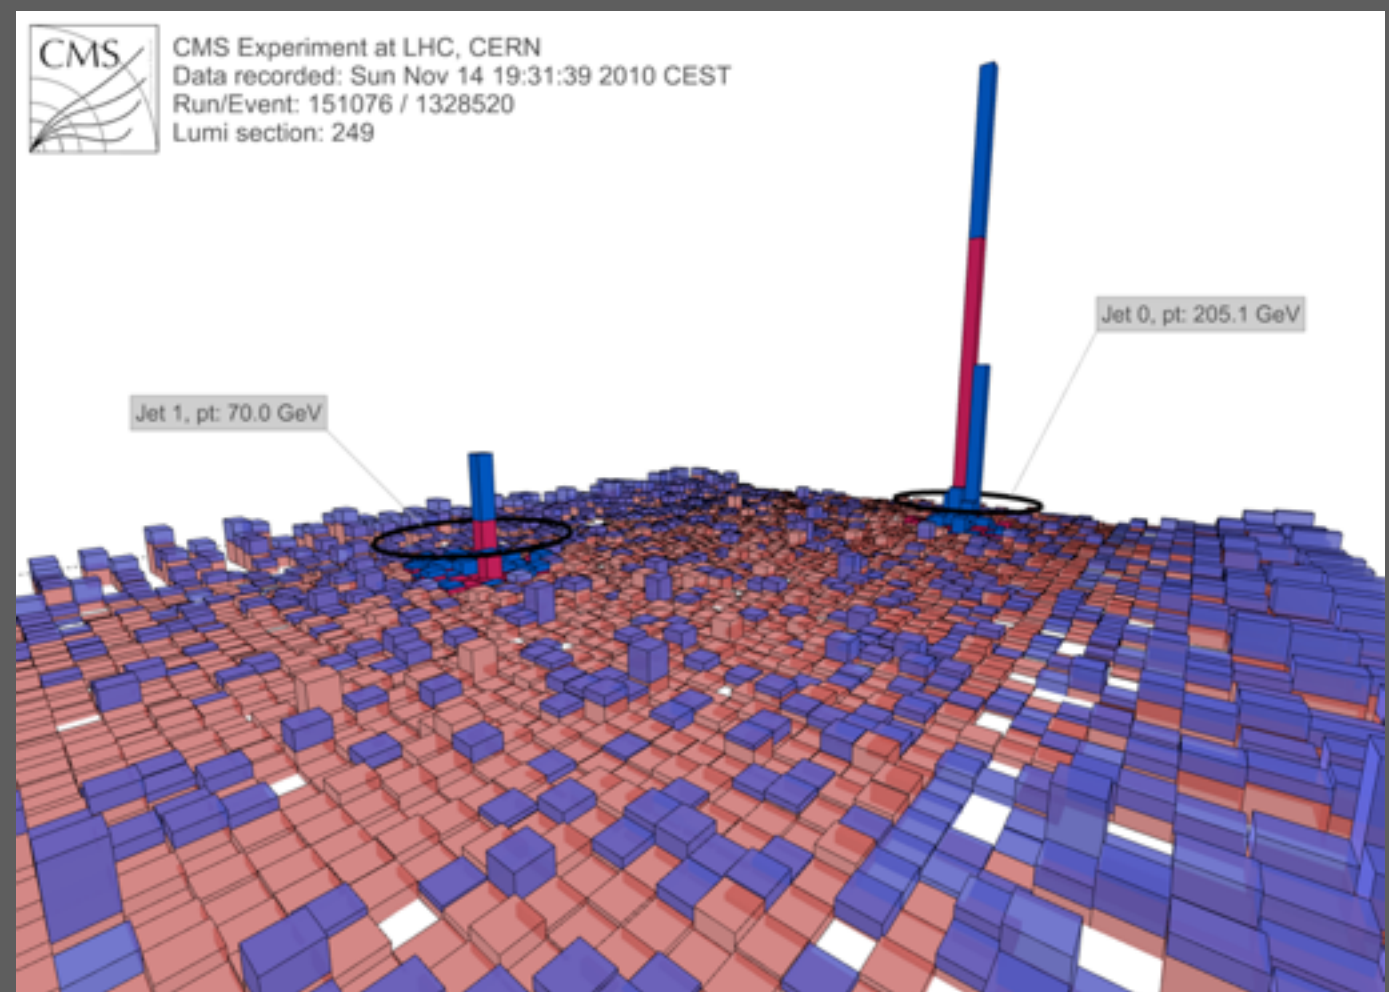 CMS
CMS Experiment at LHC, CERN
Data recorded: Sun Nov 14 19:31:39 2010 CEST
Run/Event: 151076 / 1328520
Lumi section: 249
Jet 0, pt: 205.1 GeV
Jet 1, pt: 70.0 GeV